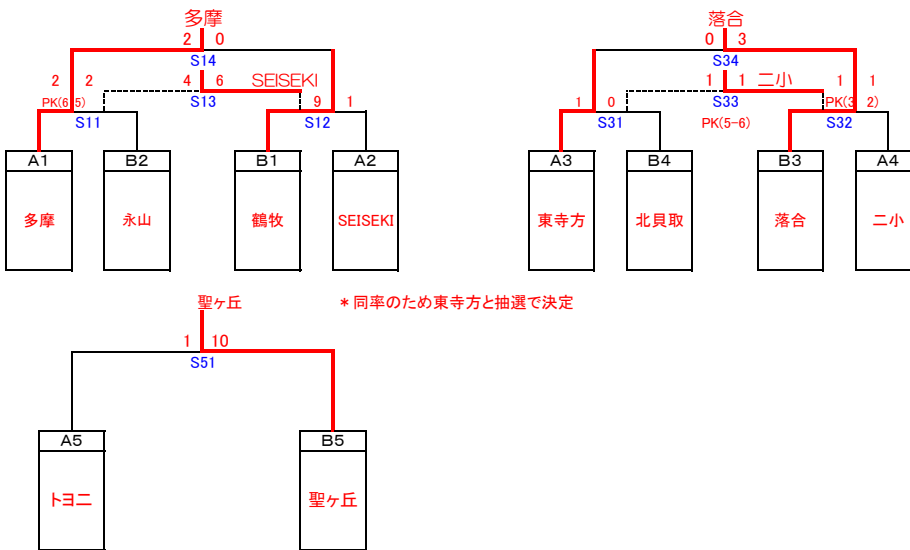 多摩
2 0
S14
4 6 SEISEKI
S13
2 2
PK(6-5)
S11
9 1
S12
A1 B2 B1 A2
多摩 永山 鶴牧 SEISEKI
落合
0 3
S34
1 1 二小
S33
PK(5-6)
1 0
S31
1 1
PK(3 2)
S32
A3 B4 B3 A4
東寺方 北貝取 落合 二小
聖ヶ丘 *同率のため東寺方と抽選で決定
1 10
S51
A5 B5
トヨニ 聖ヶ丘